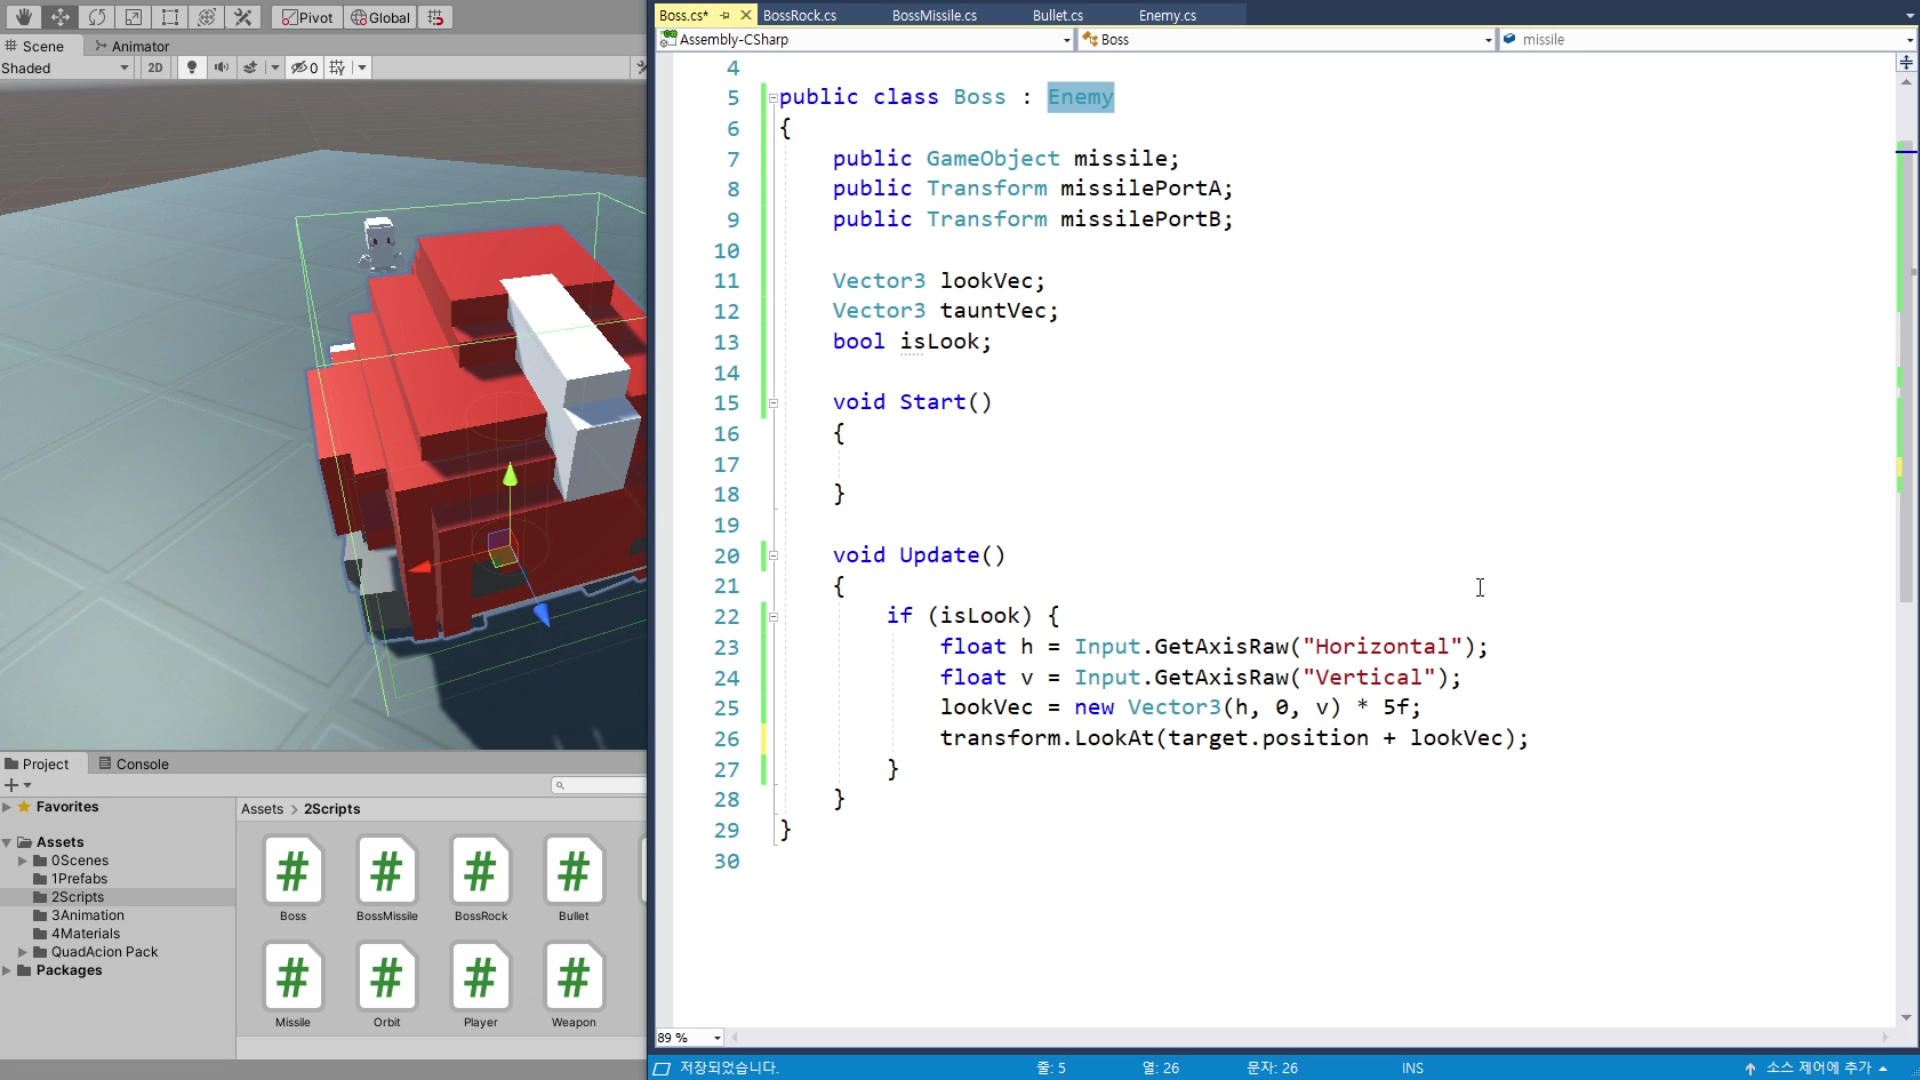 Pivot
Global
Scene
Animator
Shaded
2D
0
Project
Console
Favorites
Assets
0Scenes
1Prefabs
2Scripts
3Animation
4Materials
QuadAcion Pack
Packages
Assets > 2Scripts
Boss
BossMissile
BossRock
Bullet
Missile
Orbit
Player
Weapon
Boss.cs*
BossRock.cs
BossMissile.cs
Bullet.cs
Enemy.cs
Assembly-CSharp
Boss
missile
4
5 public class Boss : Enemy
6 {
7 public GameObject missile;
8 public Transform missilePortA;
9 public Transform missilePortB;
10
11 Vector3 lookVec;
12 Vector3 tauntVec;
13 bool isLook;
14
15 void Start()
16 {
17
18 }
19
20 void Update()
21 {
22 if (isLook) {
23 float h = Input.GetAxisRaw("Horizontal");
24 float v = Input.GetAxisRaw("Vertical");
25 lookVec = new Vector3(h, 0, v) * 5f;
26 transform.LookAt(target.position + lookVec);
27 }
28 }
29 }
30
89 %
저장되었습니다.
줄: 5
열: 26
문자: 26
INS
소스 제어에 추가